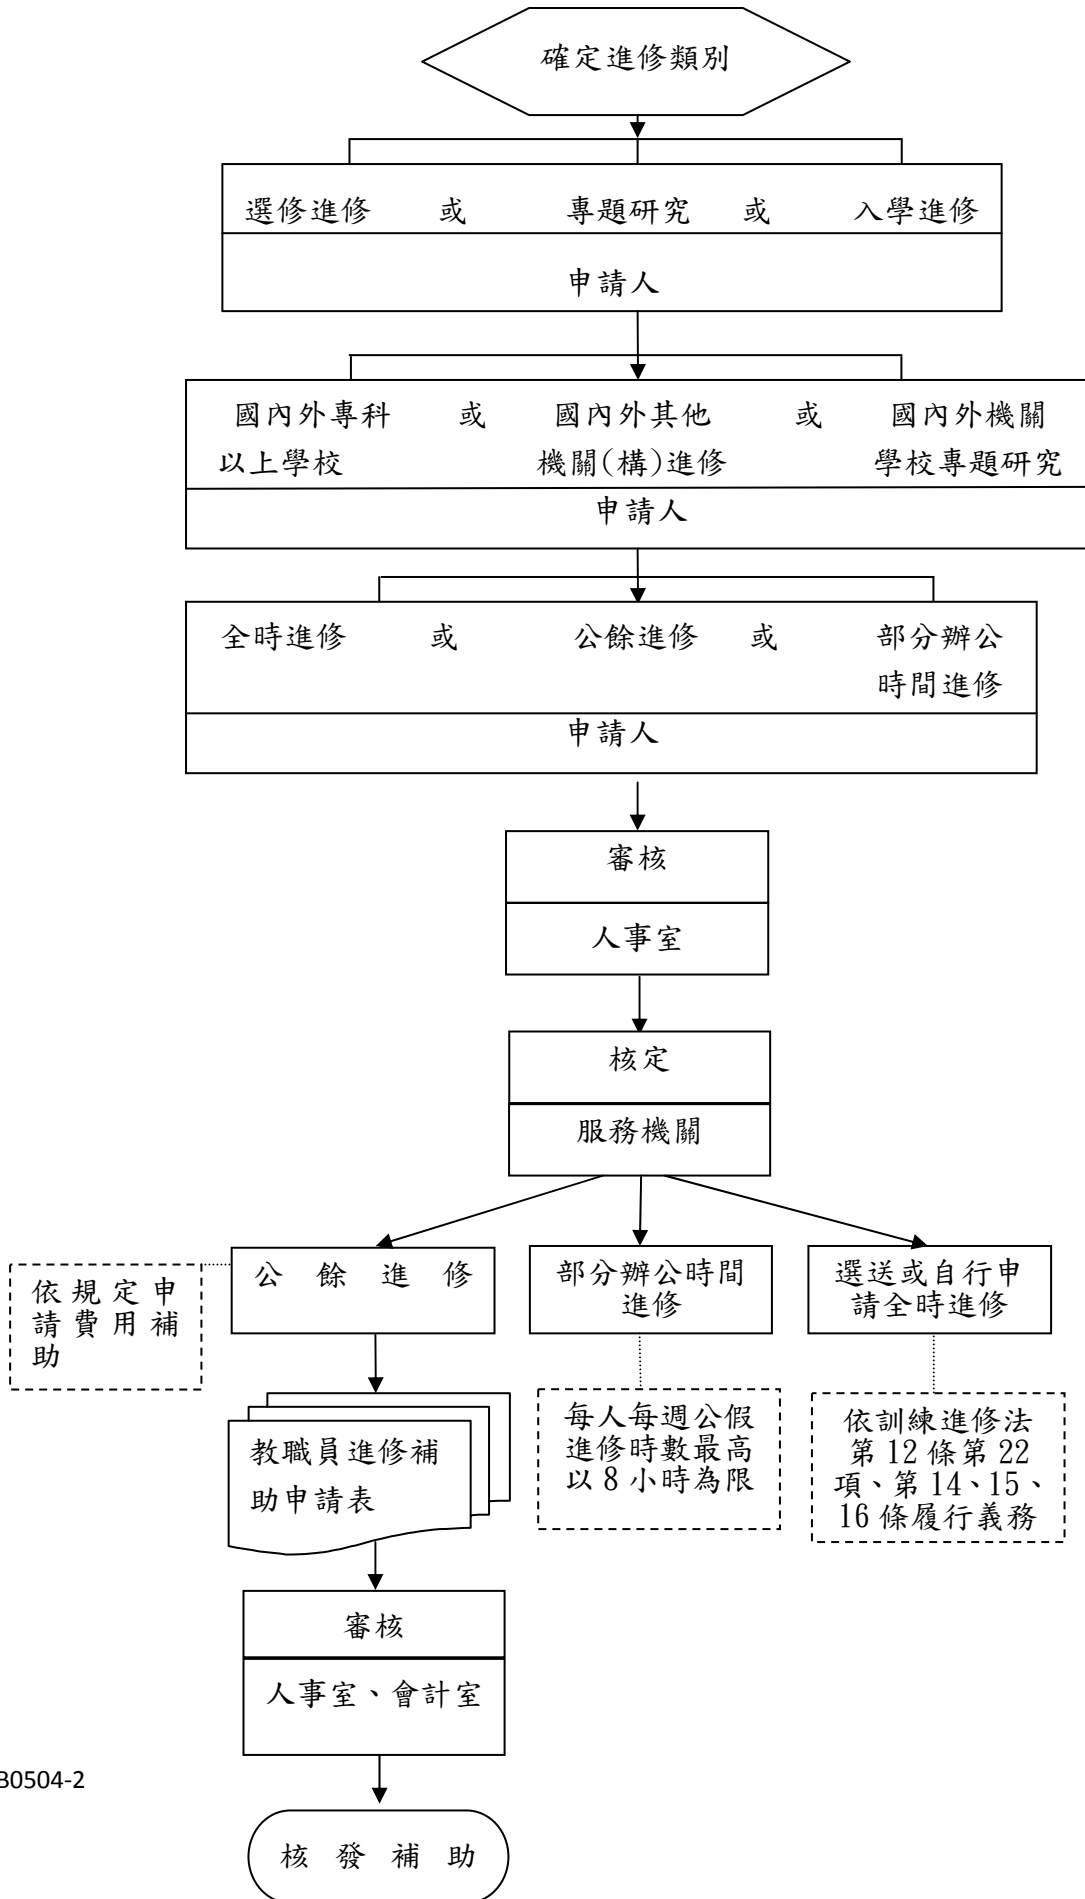 確定進修類別
選修進修 或 專題研究 或 入學進修
申請人
國內外專科 或 國內外其他 或 國內外機關
以上學校 機關(構)進修 學校專題研究
申請人
全時進修 或 公餘進修 或 部分辦公
時間進修
申請人
審核
人事室
核定
服務機關
公餘進修
依規定申
請費用補
助
部分辦公時間
進修
選送或自行申
請全時進修
教職員進修補
助申請表
每人每週公假
進修時數最高
以8小時為限
依訓練進修法
第12條第22
項、第14、15、
16條履行義務
審核
人事室、會計室
B0504-2
核發補助